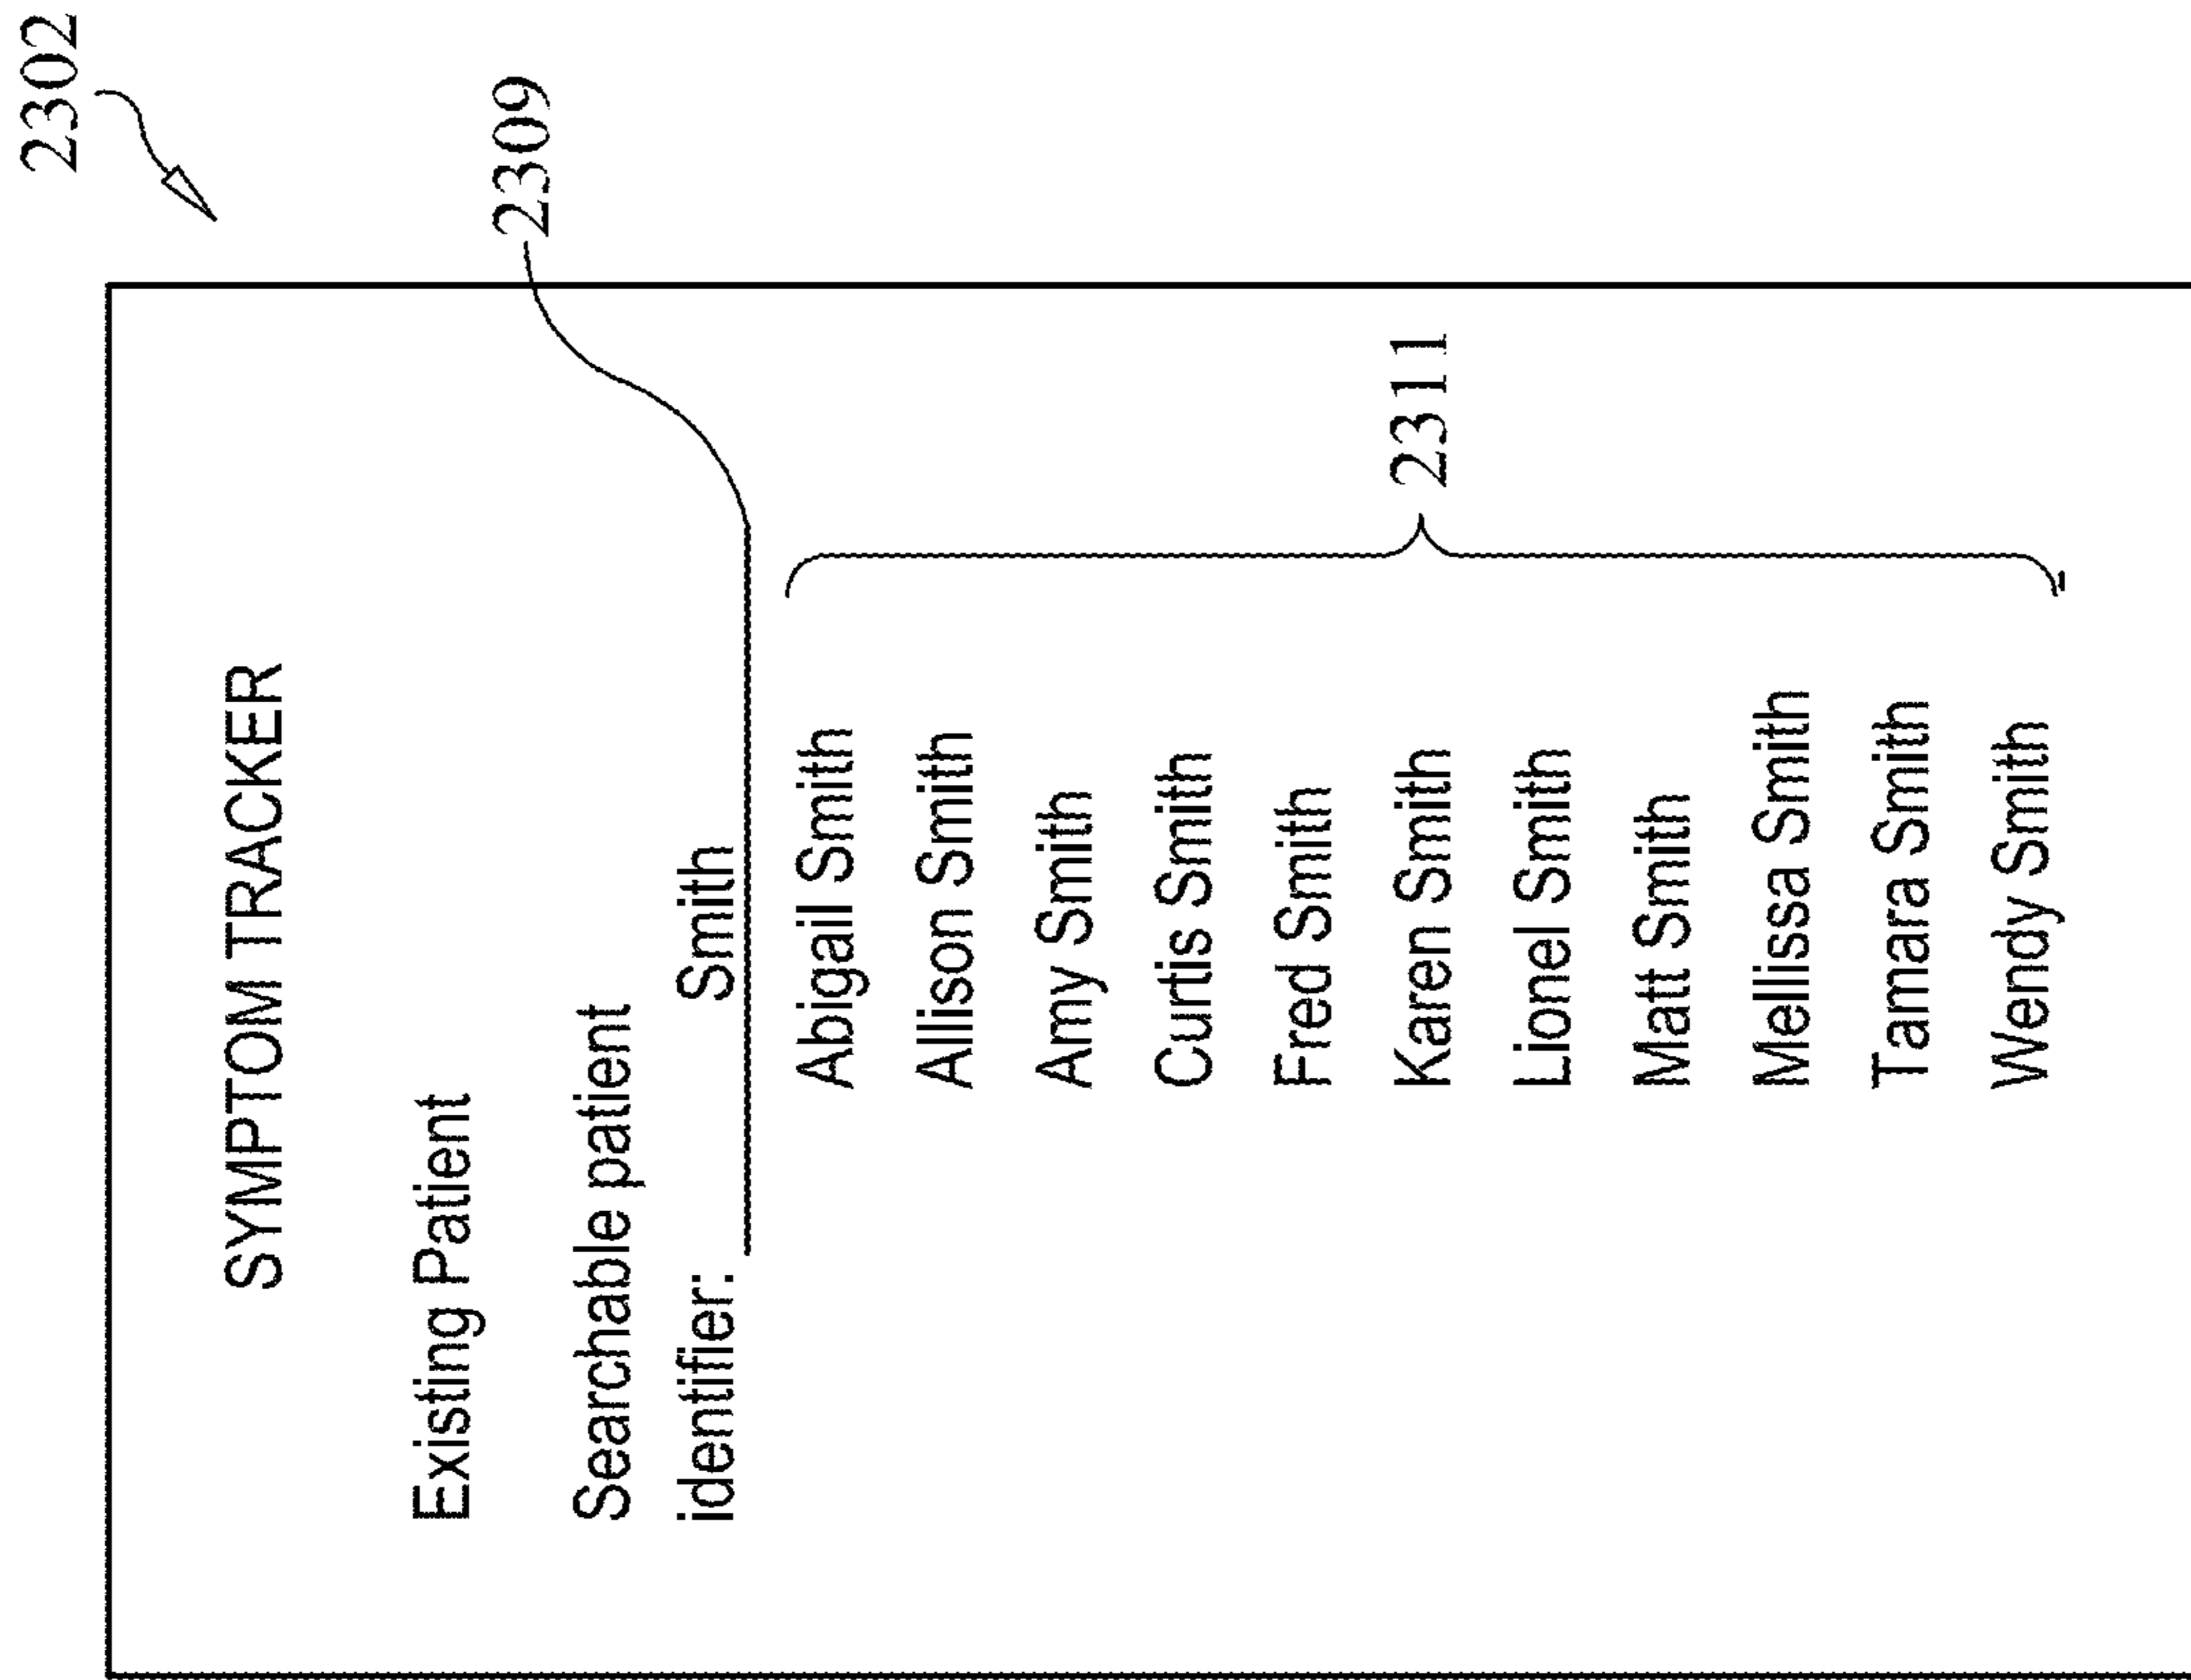 2302
SYMPTOM TRACKER
2309
Existing Patient
Searchable patient
identifier: Smith
Abigail Smith
Allison Smith
Amy Smith
Curtis Smith
Fred Smith
Karen Smith
2311
Lionel Smith
Matt Smith
Mellissa Smith
Tamara Smith
Wendy Smith